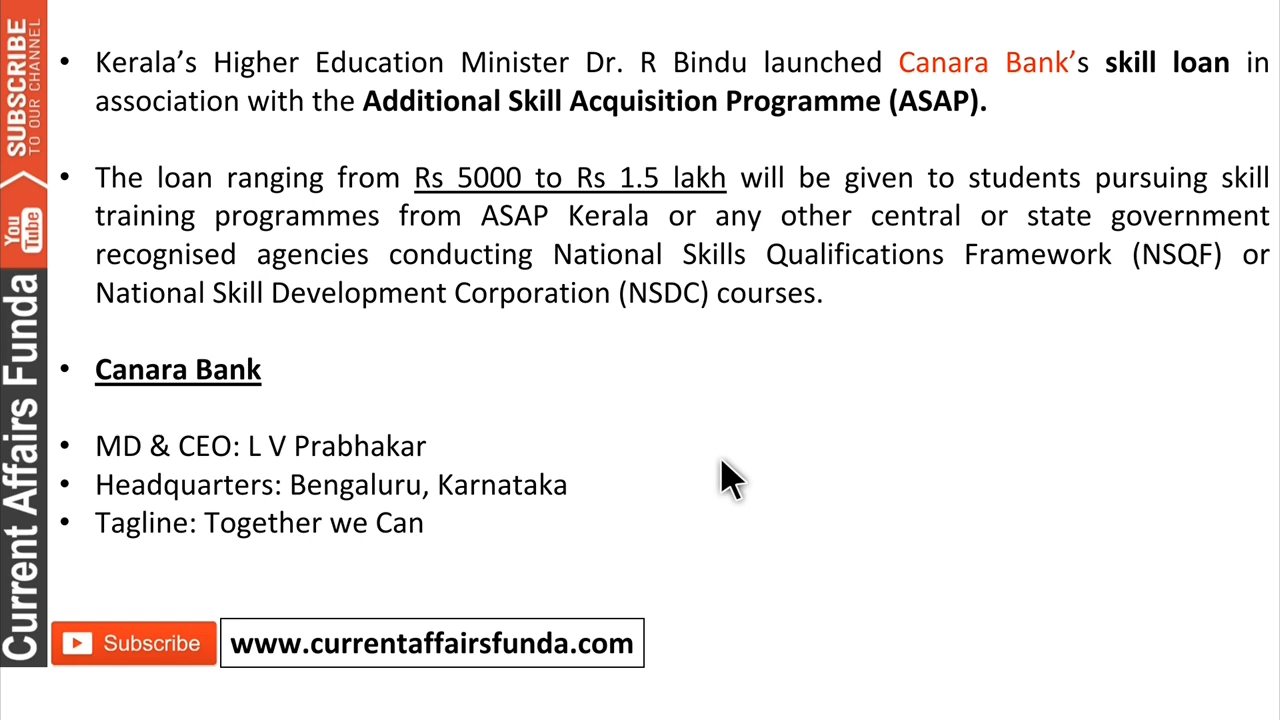 • Kerala’s Higher Education Minister Dr. R Bindu launched Canara Bank’s skill loan in
association with the Additional Skill Acquisition Programme (ASAP).
• The loan ranging from Rs 5000 to Rs 1.5 lakh will be given to students pursuing skill
training programmes from ASAP Kerala or any other central or state government
recognised agencies conducting National Skills Qualifications Framework (NSQF) or
National Skill Development Corporation (NSDC) courses.
• Canara Bank
• MD & CEO: L V Prabhakar
• Headquarters: Bengaluru, Karnataka
• Tagline: Together we Can
Subscribe
www.currentaffairsfunda.com
SUBSCRIBE
TO OUR CHANNEL
You
Tube
Current Affairs Funda